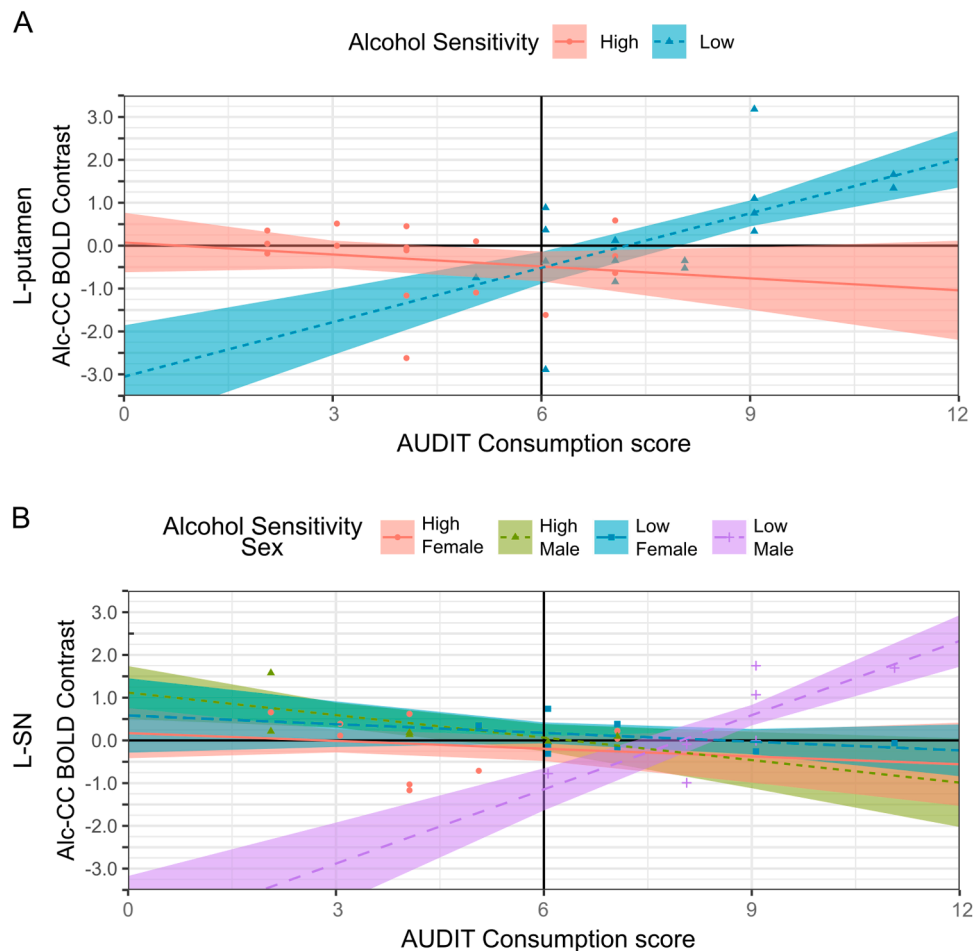 A
Alcohol Sensitivity High Low
L-putamen
Alc-CC BOLD Contrast
3.0
2.0
1.0
0.0
-1.0
-2.0
-3.0
0 3 6 9 12
AUDIT Consumption score
B
Alcohol Sensitivity
Sex
High
Female
High
Male
Low
Female
Low
Male
L-SN
Alc-CC BOLD Contrast
3.0
2.0
1.0
0.0
-1.0
-2.0
-3.0
0 3 6 9 12
AUDIT Consumption score